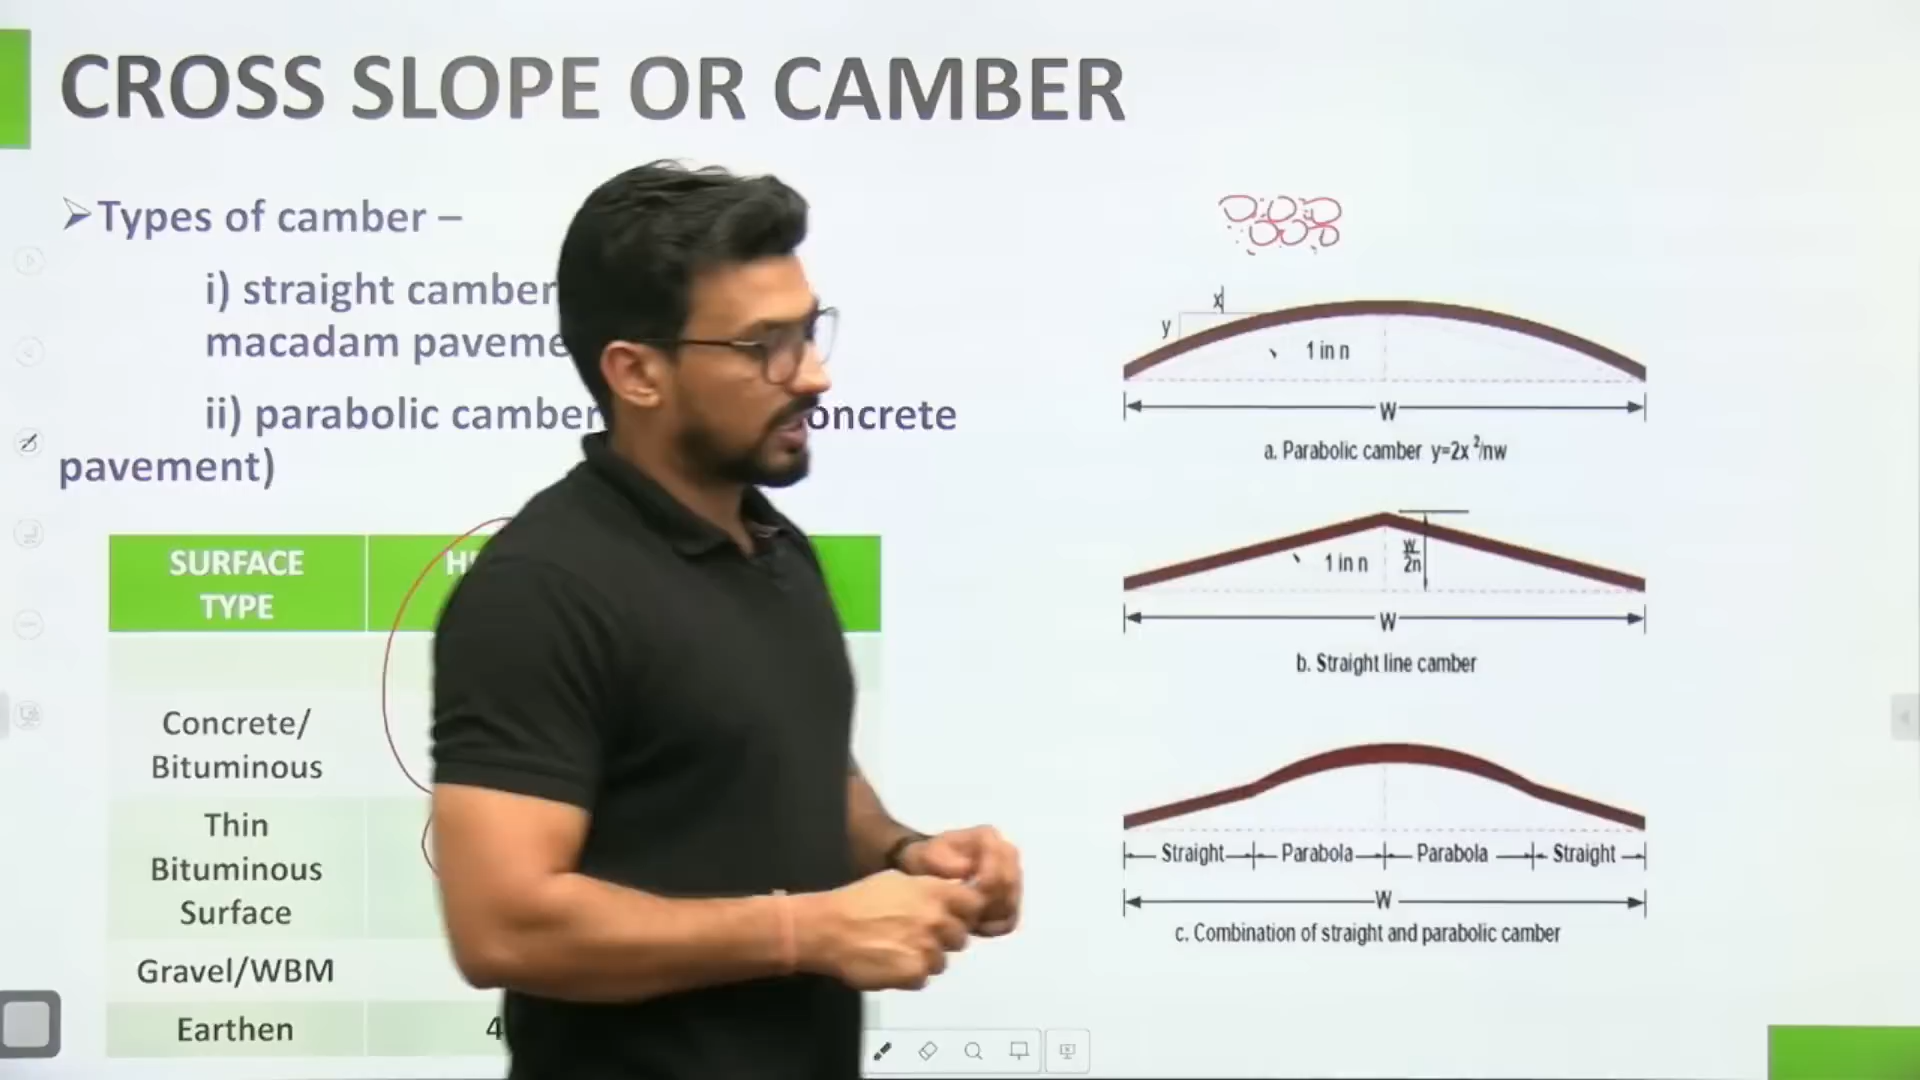 CROSS SLOPE OR CAMBER
Types of camber –
i) straight camber
macadam paveme
ii) parabolic camber
oncrete
pavement)
SURFACE
TYPE
Concrete/
Bituminous
Thin
Bituminous
Surface
Gravel/WBM
Earthen
4
x
y
1 in n
W
a. Parabolic camber y=2x²/nw
1 in n
W
2n
W
b. Straight line camber
Straight Parabola Parabola Straight
W
c. Combination of straight and parabolic camber